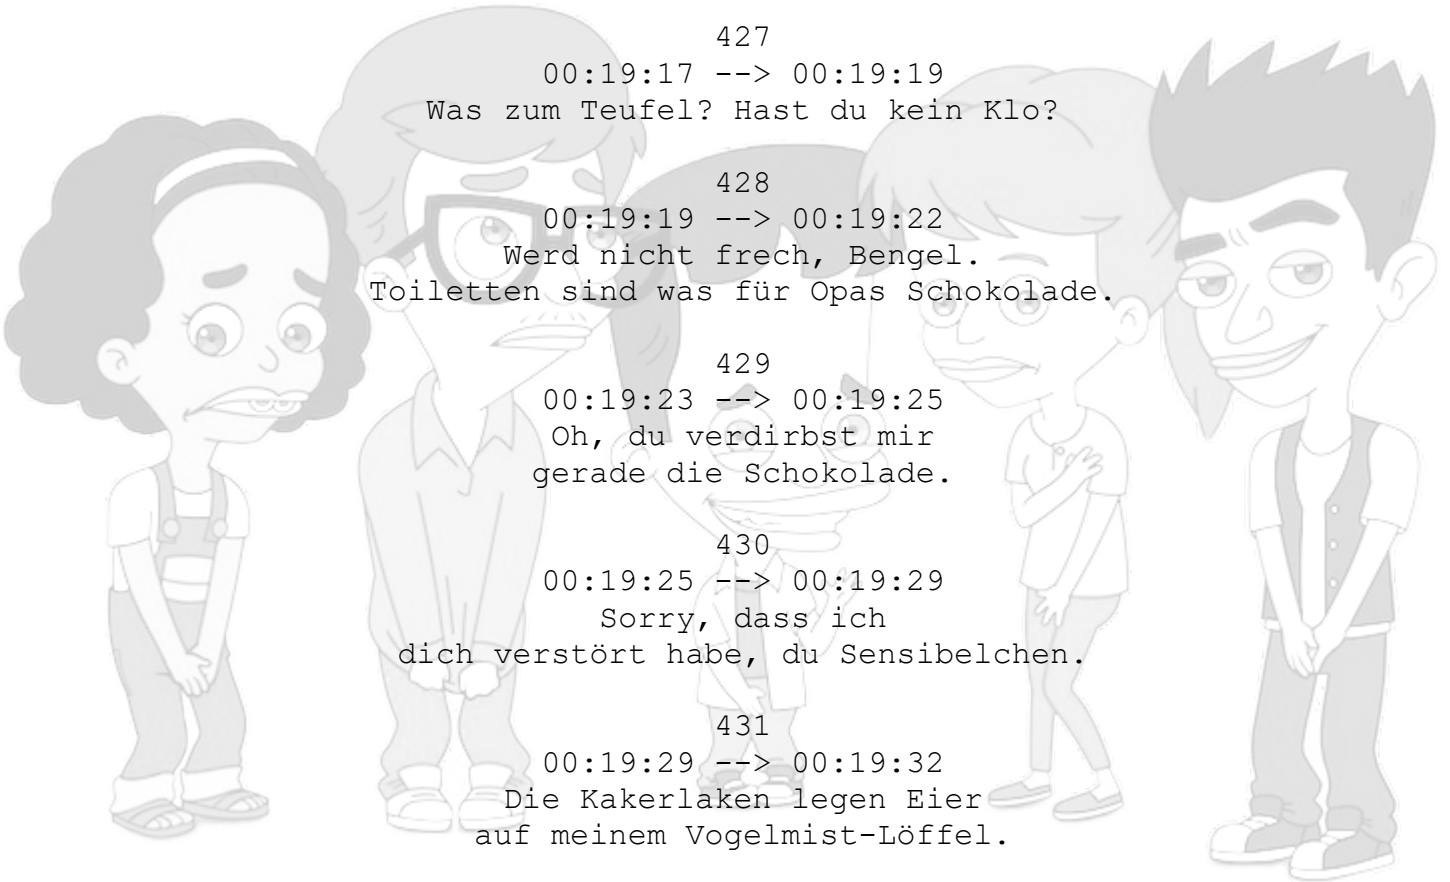 427
00:19:17 --> 00:19:19
Was zum Teufel? Hast du kein Klo?
428
00:19:19 --> 00:19:22
Werd nicht frech, Bengel.
Toiletten sind was für Opas Schokolade.
429
00:19:23 --> 00:19:25
Oh, du verdirbst mir
gerade die Schokolade.
430
00:19:25 --> 00:19:29
Sorry, dass ich
dich verstört habe, du Sensibelchen.
431
00:19:29 --> 00:19:32
Die Kakerlaken legen Eier
auf meinem Vogelmist-Löffel.